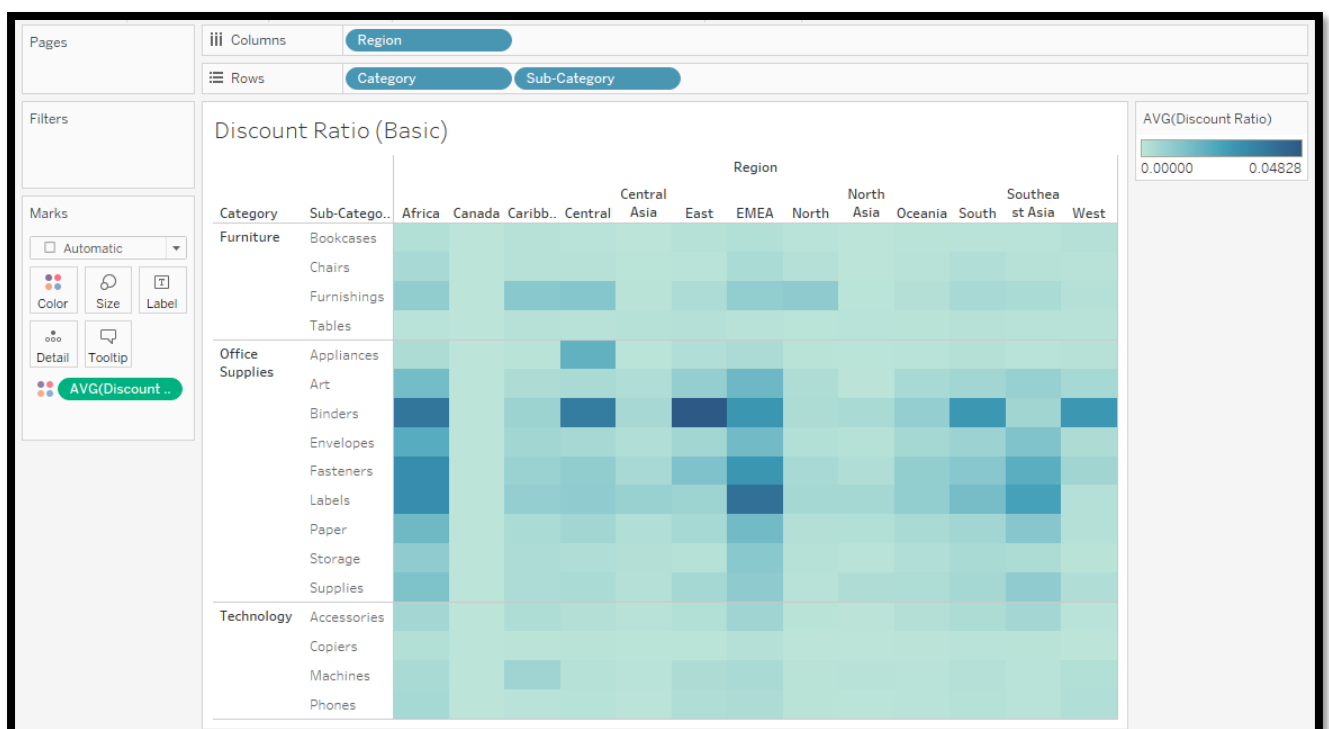 Pages
Columns
Region
Rows
Category Sub-Category
Filters
Marks
Automatic
Color Size Label
T
Detail Tooltip
AVG(Discount ..
Discount Ratio (Basic)
Region
Category Sub-Catego.. Africa Canada Caribb.. Central Central Asia East EMEA North North Asia Oceania South Southea st Asia West
Furniture Bookcases
Chairs
Furnishings
Tables
Office Supplies Appliances
Art
Binders
Envelopes
Fasteners
Labels
Paper
Storage
Supplies
Technology Accessories
Copiers
Machines
Phones
AVG(Discount Ratio)
0.00000 0.04828